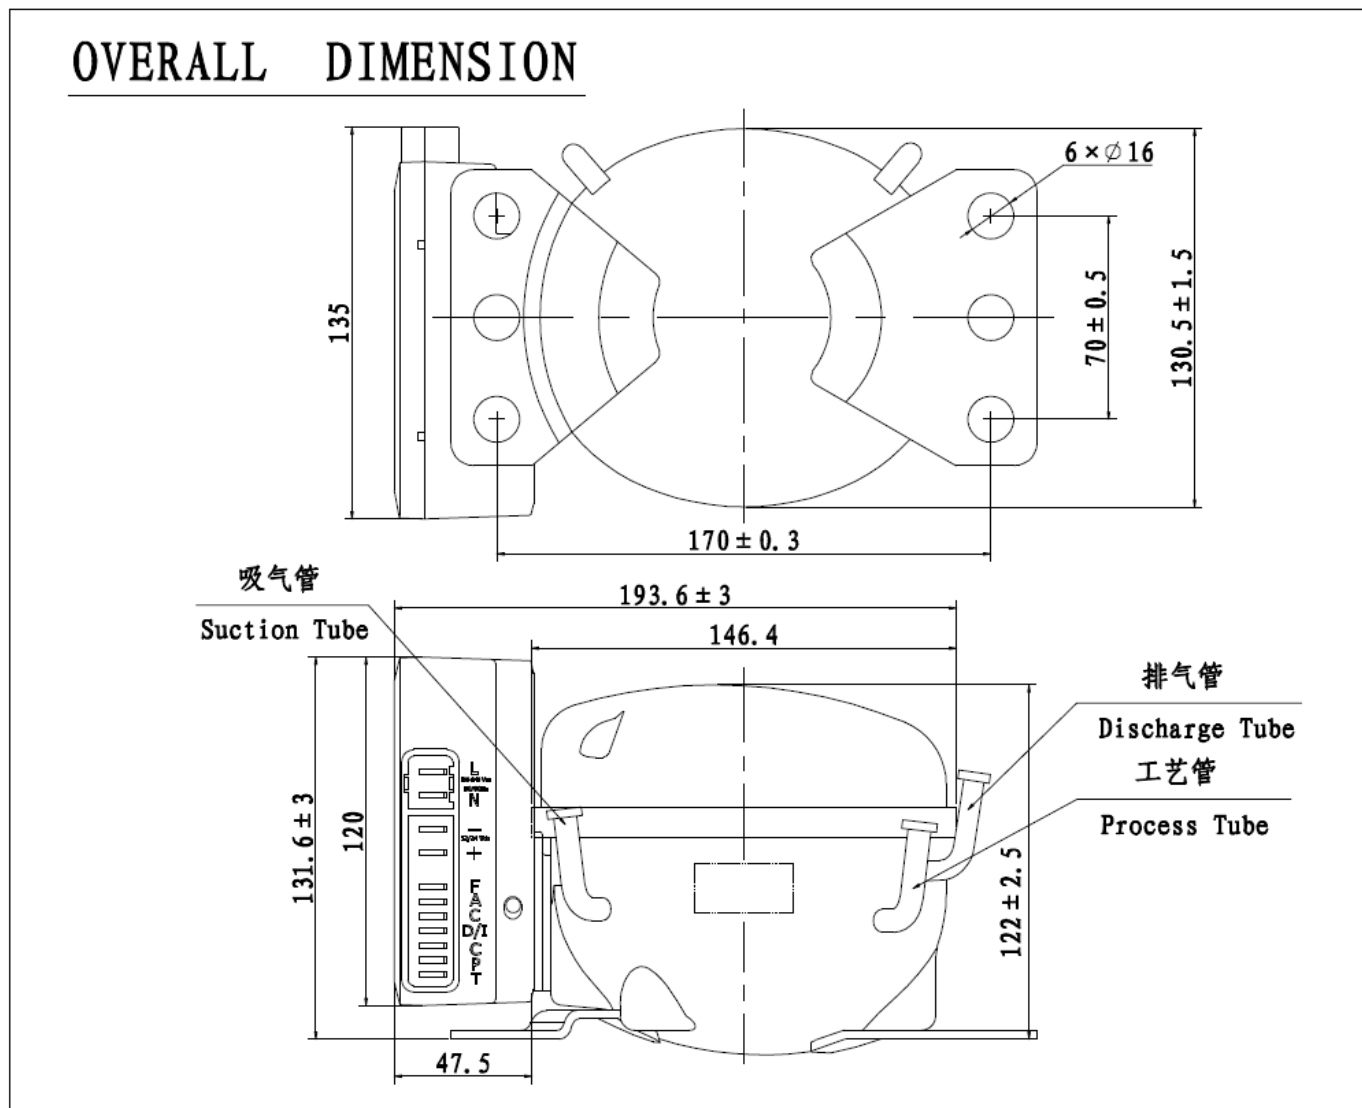 OVERALL DIMENSION
6×∅16
135
70±0.5
130.5±1.5
170±0.3
吸气管
Suction Tube
193.6±3
146.4
排气管
Discharge Tube
工艺管
Process Tube
131.6±3
120
L
N
−
+
F
A
C
D/I
C
P
T
122±2.5
47.5